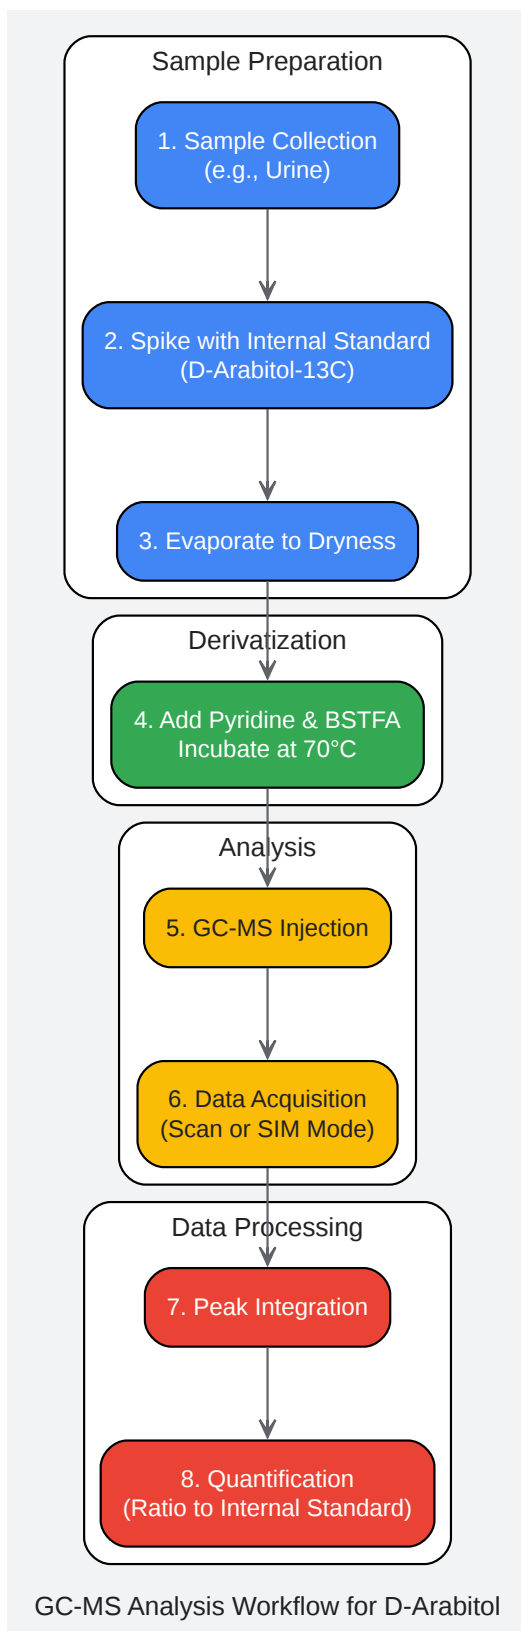 Sample Preparation
1. Sample Collection
(e.g., Urine)
2. Spike with Internal Standard
(D-Arabitol-13C)
3. Evaporate to Dryness
Derivatization
4. Add Pyridine & BSTFA
Incubate at 70°C
Analysis
5. GC-MS Injection
6. Data Acquisition
(Scan or SIM Mode)
Data Processing
7. Peak Integration
8. Quantification
(Ratio to Internal Standard)
GC-MS Analysis Workflow for D-Arabitol